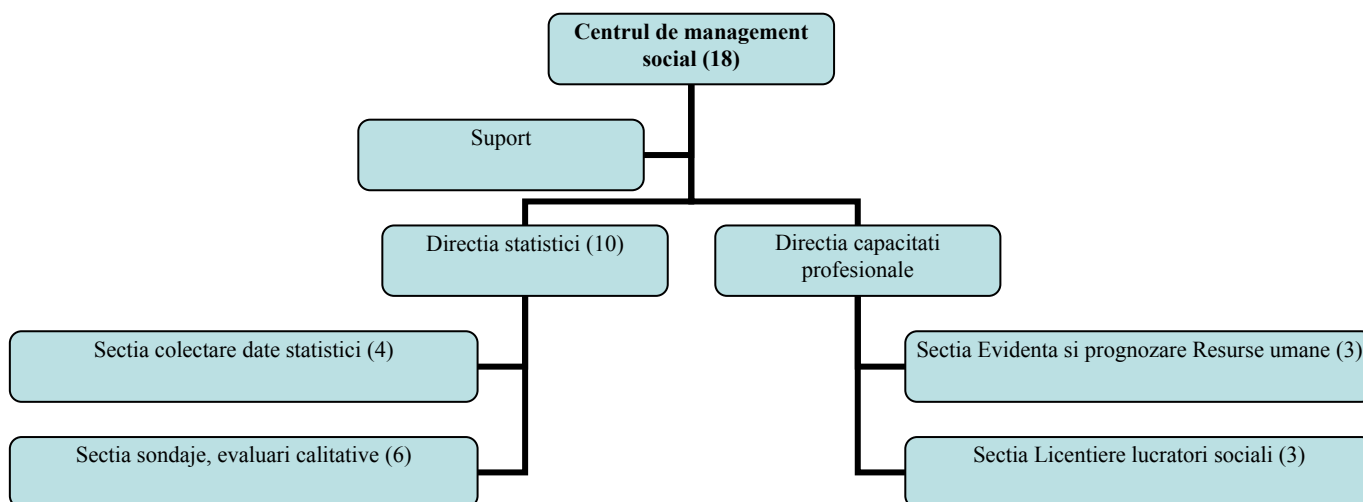 Centrul de management
social (18)
Suport
Directia statistici (10)
Directia capacitati
profesionale
Sectia colectare date statistici (4)
Sectia Evidenta si prognozare Resurse umane (3)
Sectia sondaje, evaluari calitative (6)
Sectia Licentiere lucratori sociali (3)